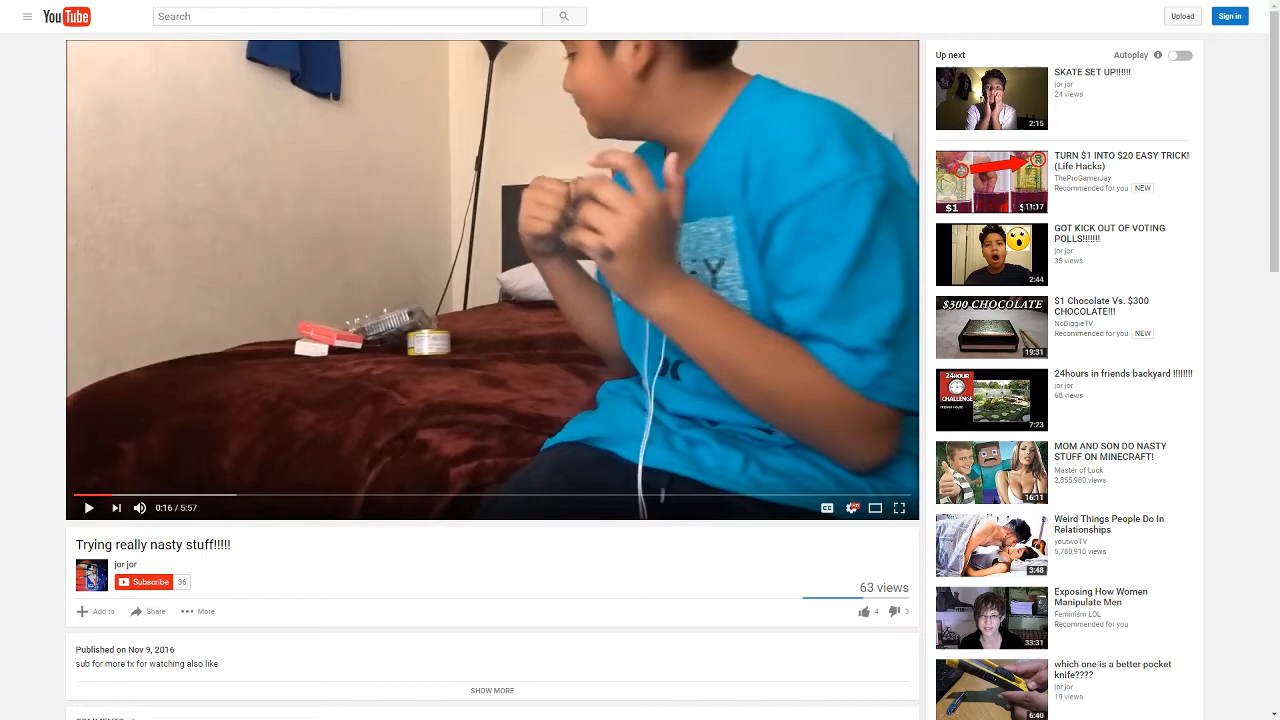 YouTube
Search
Upload
Sign in
Up next
Autoplay
SKATE SET UP!!!!!!
jor jor
24 views
2:15
TURN $1 INTO $20 EASY TRICK!
(Life Hacks)
TheProGamerJay
Recommended for you NEW
$1
11:17
GOT KICK OUT OF VOTING
POLLS!!!!!!!
jor jor
35 views
2:44
$300 CHOCOLATE
$1 Chocolate Vs. $300
CHOCOLATE!!!
NoBiggieTV
Recommended for you NEW
19:31
24HOUR
CHALLENGE
24hours in friends backyard !!!!!!!!
jor jor
68 views
7:23
MOM AND SON DO NASTY
STUFF ON MINECRAFT!
Master of Luck
2,855,980 views
16:11
Weird Things People Do In
Relationships
youtwoTV
5,780,910 views
3:48
Exposing How Women
Manipulate Men
Feminism LOL
Recommended for you
33:31
which one is a better pocket
knife????
jor jor
19 views
6:40
0:16 / 5:57
CC
HD
Trying really nasty stuff!!!!!
jor jor
Subscribe 36
63 views
Add to Share More
4 3
Published on Nov 9, 2016
sub for more tx for watching also like
SHOW MORE